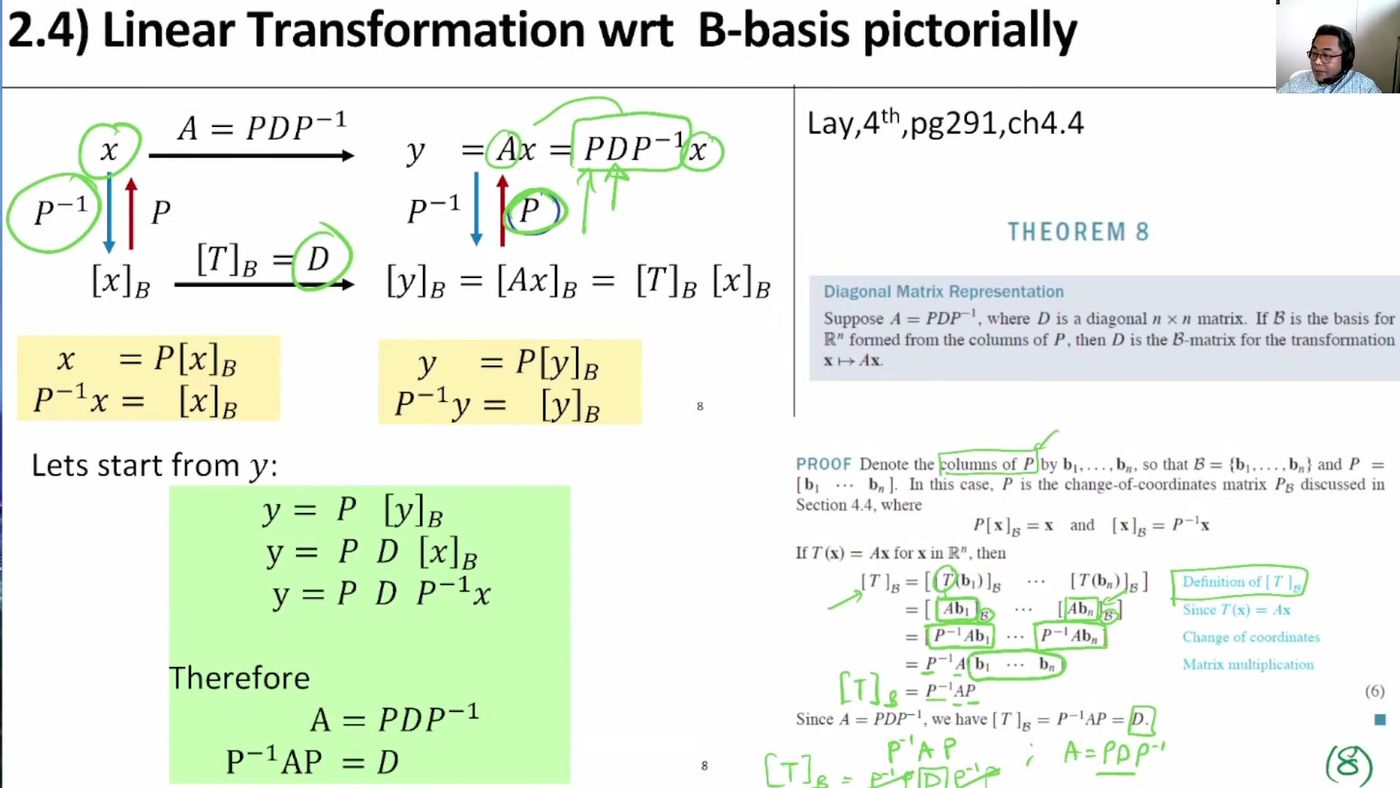 2.4) Linear Transformation wrt B-basis pictorially
A = PDP⁻¹
x
y = Ax = PDP⁻¹x
P⁻¹ P
P⁻¹ P
[T]_B = D
[x]_B
[y]_B = [Ax]_B = [T]_B [x]_B
x = P[x]_B
P⁻¹x = [x]_B
y = P[y]_B
P⁻¹y = [y]_B
8
Lets start from y:
y = P [y]_B
y = P D [x]_B
y = P D P⁻¹x
Therefore
A = PDP⁻¹
P⁻¹AP = D
8
Lay,4th,pg291,ch4.4
THEOREM 8
Diagonal Matrix Representation
Suppose A = PDP⁻¹, where D is a diagonal n × n matrix. If B is the basis for
ℝⁿ formed from the columns of P, then D is the B-matrix for the transformation
x ↦ Ax.
PROOF Denote the columns of P by b₁, . . . , bₙ, so that B = {b₁, . . . , bₙ} and P =
[b₁ ⋯ bₙ]. In this case, P is the change-of-coordinates matrix P_B discussed in
Section 4.4, where
P[x]_B = x and [x]_B = P⁻¹x
If T(x) = Ax for x in ℝⁿ, then
[T]_B = [[T(b₁)]_B ⋯ [T(bₙ)]_B] Definition of [T]_B
= [[Ab₁]_B ⋯ [Abₙ]_B] Since T(x) = Ax
= [P⁻¹Ab₁ ⋯ P⁻¹Abₙ] Change of coordinates
= P⁻¹A[b₁ ⋯ bₙ] Matrix multiplication
[T]_B = P⁻¹AP (6)
Since A = PDP⁻¹, we have [T]_B = P⁻¹AP = D. ■
P⁻¹AP ; A = PDP⁻¹
[T]_B = P⁻¹P D P⁻¹P
(8)